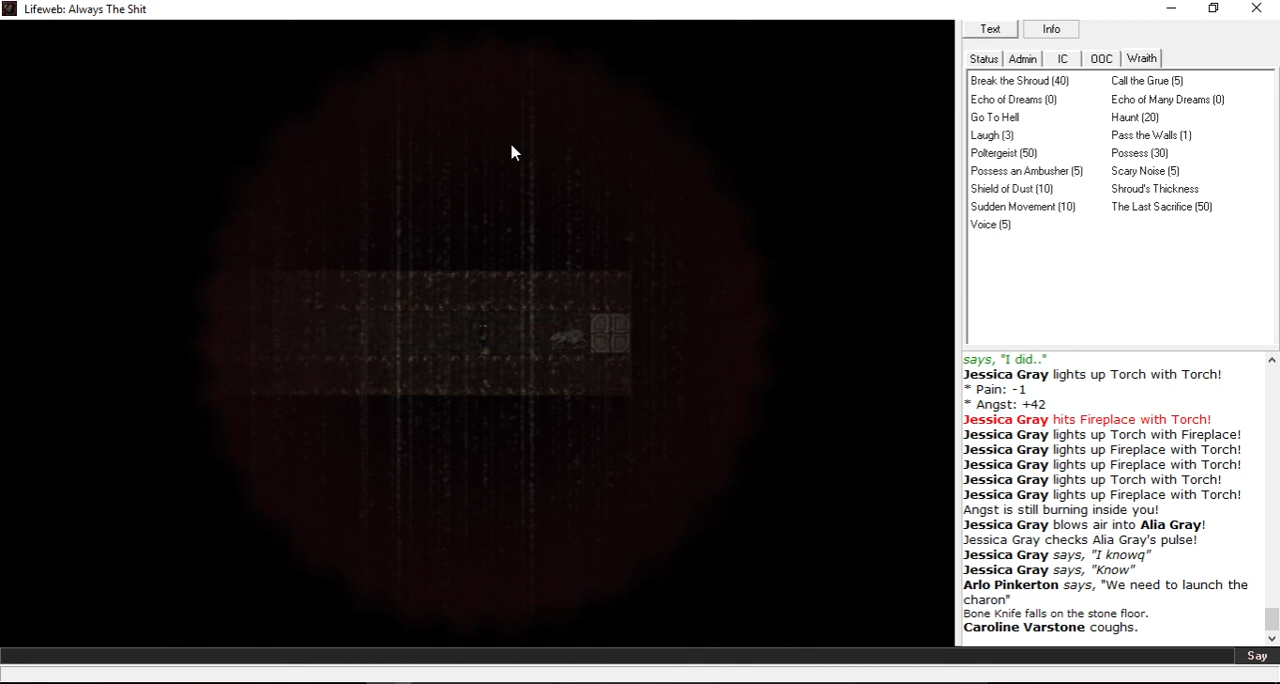 Lifeweb: Always The Shit
Text Info
Status Admin IC OOC Wraith
Break the Shroud (40) Call the Grue (5)
Echo of Dreams (0) Echo of Many Dreams (0)
Go To Hell Haunt (20)
Laugh (3) Pass the Walls (1)
Poltergeist (50) Possess (30)
Possess an Ambusher (5) Scary Noise (5)
Shield of Dust (10) Shroud's Thickness
Sudden Movement (10) The Last Sacrifice (50)
Voice (5)
says, "I did.."
Jessica Gray lights up Torch with Torch!
* Pain: -1
* Angst: +42
Jessica Gray hits Fireplace with Torch!
Jessica Gray lights up Torch with Fireplace!
Jessica Gray lights up Fireplace with Torch!
Jessica Gray lights up Fireplace with Torch!
Jessica Gray lights up Torch with Torch!
Jessica Gray lights up Fireplace with Torch!
Angst is still burning inside you!
Jessica Gray blows air into Alia Gray!
Jessica Gray checks Alia Gray's pulse!
Jessica Gray says, "I knowq"
Jessica Gray says, "Know"
Arlo Pinkerton says, "We need to launch the
charon"
Bone Knife falls on the stone floor.
Caroline Varstone coughs.
Say